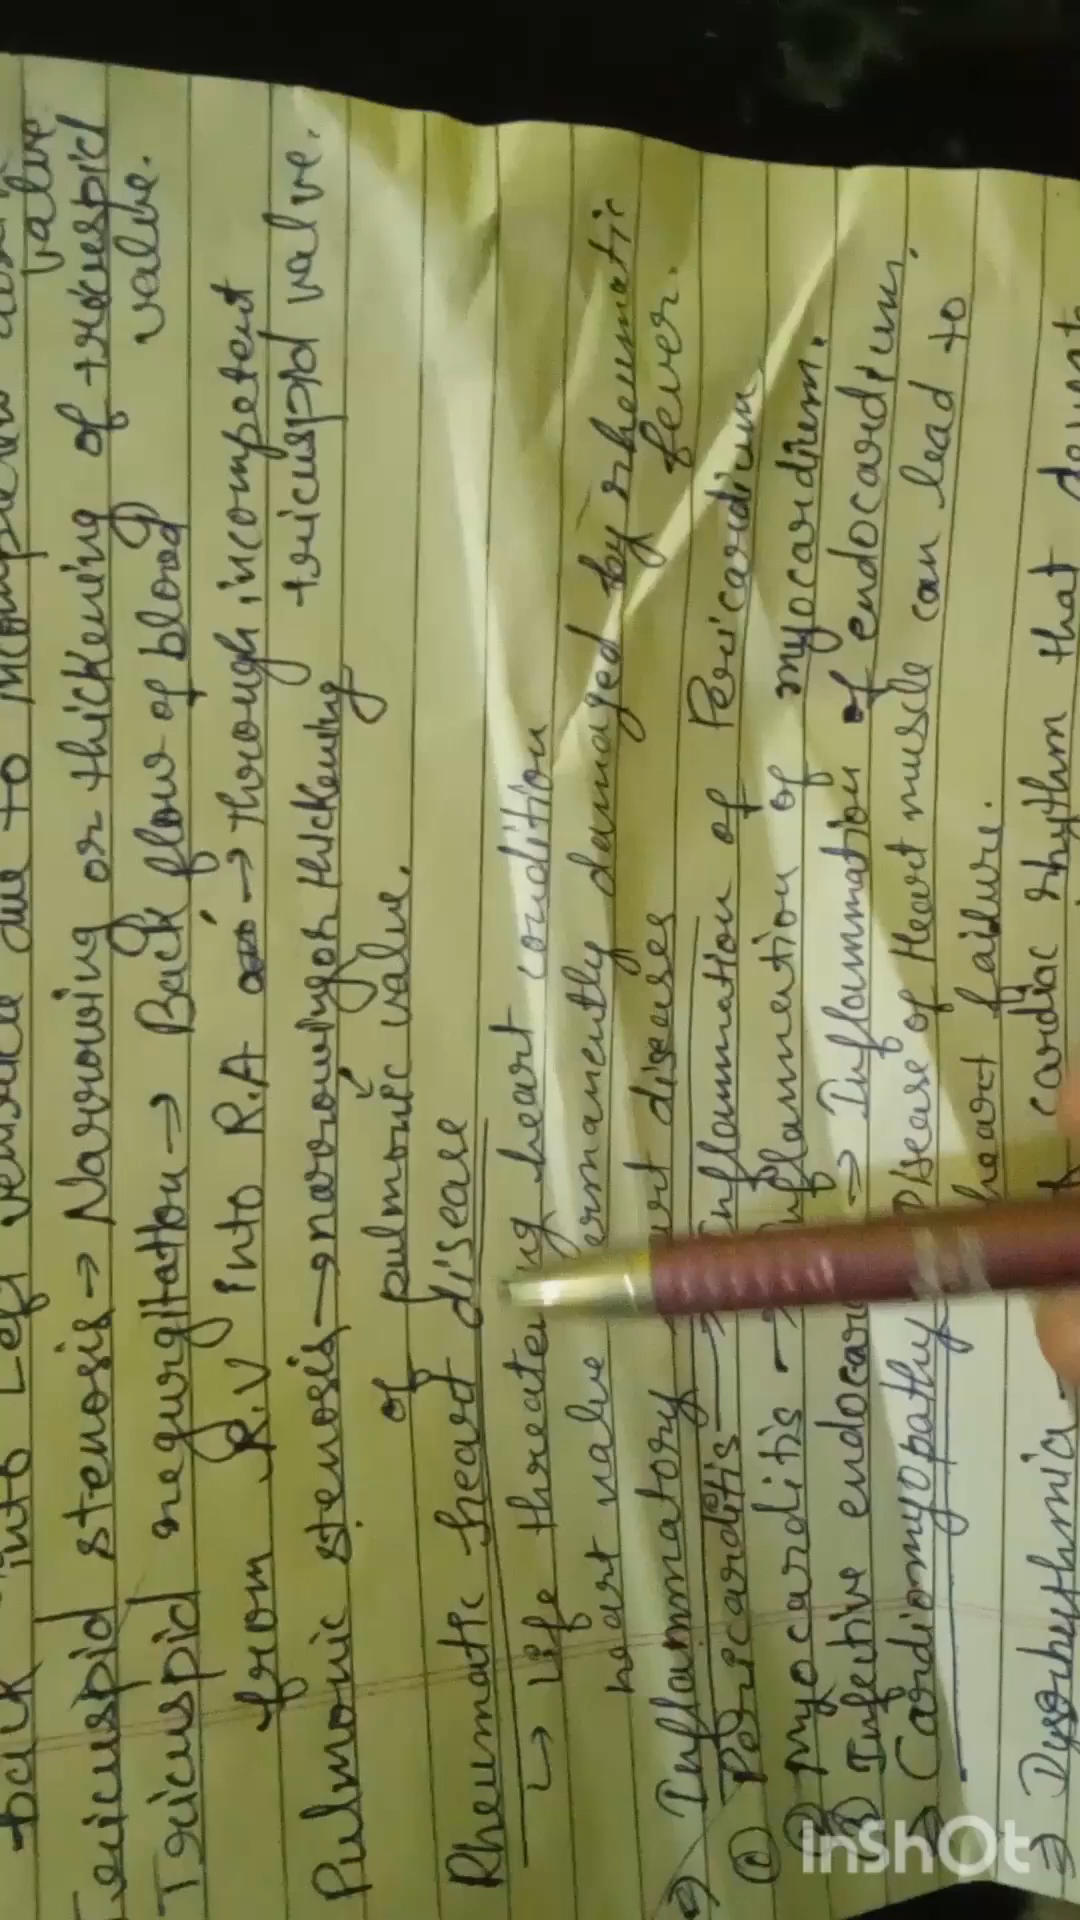 back into Left ventricle due to
valve
Tricuspid stenosis → Narrowing or thickening of tricuspid
valve.
Tricuspid regurgitation → Back flow of blood
from R.V into R.A → through incompetent
tricuspid valve.
Pulmonic stenosis → narrowing or thickening
of pulmonic valve.
Rheumatic heart disease
↳ Life threatening heart condition
heart valve permanently damaged by rheumatic
fever.
⇒ Inflammatory heart diseases
① Pericarditis → Inflammation of Pericardium
② Myocarditis → Inflammation of myocardium.
③ Infective endocar ⇒ Inflammation of endocardium.
⇒ Cardiomyopathy Disease of Heart muscle can lead to
heart failure.
⇒ Dysrhythmia cardiac rhythm that
InShOt